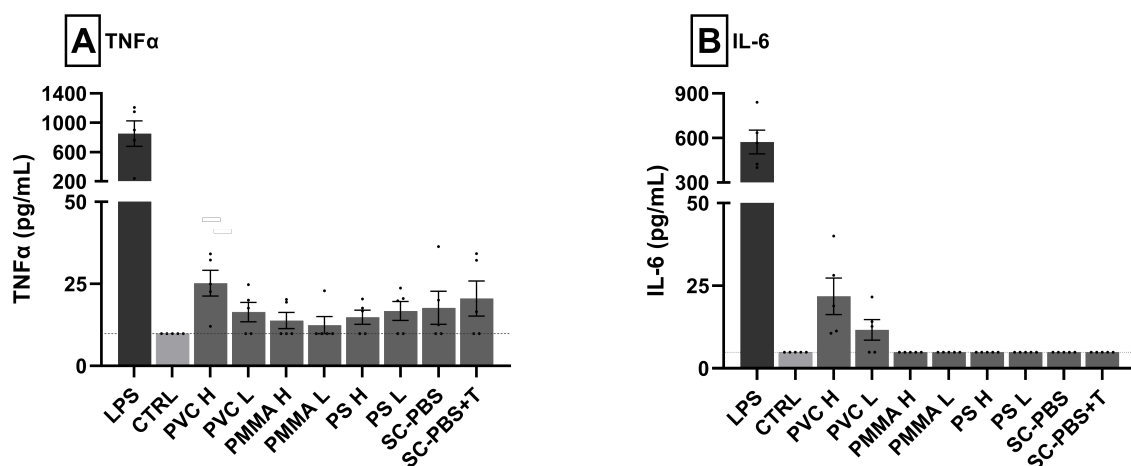 A TNFα
B IL-6
TNFα (pg/mL)
1400
1000
600
200
50
25
0
LPS
CTRL
PVC H
PVC L
PMMA H
PMMA L
PS H
PS L
SC-PBS
SC-PBS+T
IL-6 (pg/mL)
900
600
300
50
25
0
LPS
CTRL
PVC H
PVC L
PMMA H
PMMA L
PS H
PS L
SC-PBS
SC-PBS+T